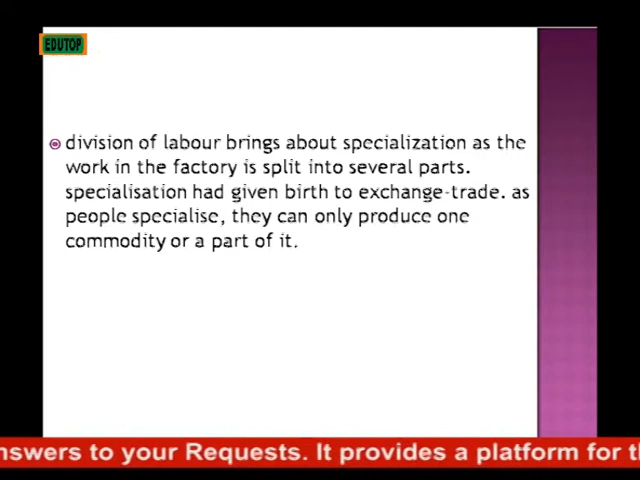 EDUTOP
division of labour brings about specialization as the
work in the factory is split into several parts.
specialisation had given birth to exchange-trade. as
people specialise, they can only produce one
commodity or a part of it.
nswers to your Requests. It provides a platform for th